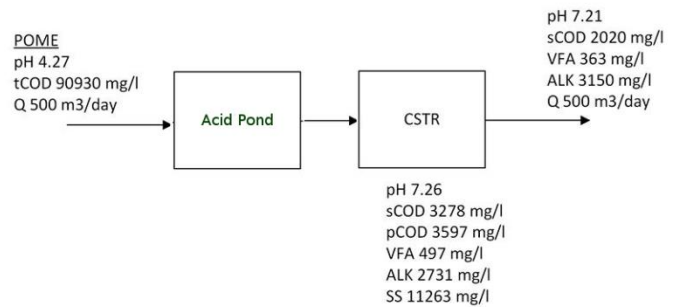 POME
pH 4.27
tCOD 90930 mg/l
Q 500 m3/day
Acid Pond
CSTR
pH 7.26
sCOD 3278 mg/l
pCOD 3597 mg/l
VFA 497 mg/l
ALK 2731 mg/l
SS 11263 mg/l
pH 7.21
sCOD 2020 mg/l
VFA 363 mg/l
ALK 3150 mg/l
Q 500 m3/day